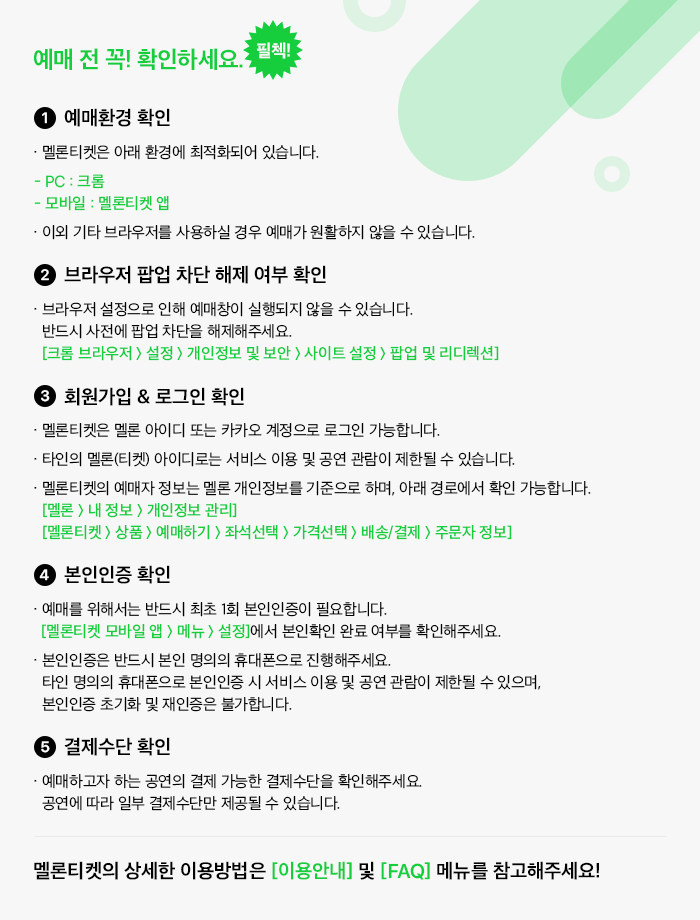 예매 전 꼭! 확인하세요.
필첵!
1 예매환경 확인
· 멜론티켓은 아래 환경에 최적화되어 있습니다.
- PC : 크롬
- 모바일 : 멜론티켓 앱
· 이외 기타 브라우저를 사용하실 경우 예매가 원활하지 않을 수 있습니다.
2 브라우저 팝업 차단 해제 여부 확인
· 브라우저 설정으로 인해 예매창이 실행되지 않을 수 있습니다.
반드시 사전에 팝업 차단을 해제해주세요.
[크롬 브라우저 > 설정 > 개인정보 및 보안 > 사이트 설정 > 팝업 및 리디렉션]
3 회원가입 & 로그인 확인
· 멜론티켓은 멜론 아이디 또는 카카오 계정으로 로그인 가능합니다.
· 타인의 멜론(티켓) 아이디로는 서비스 이용 및 공연 관람이 제한될 수 있습니다.
· 멜론티켓의 예매자 정보는 멜론 개인정보를 기준으로 하며, 아래 경로에서 확인 가능합니다.
[멜론 > 내 정보 > 개인정보 관리]
[멜론티켓 > 상품 > 예매하기 > 좌석선택 > 가격선택 > 배송/결제 > 주문자 정보]
4 본인인증 확인
· 예매를 위해서는 반드시 최초 1회 본인인증이 필요합니다.
[멜론티켓 모바일 앱 > 메뉴 > 설정]에서 본인확인 완료 여부를 확인해주세요.
· 본인인증은 반드시 본인 명의의 휴대폰으로 진행해주세요.
타인 명의의 휴대폰으로 본인인증 시 서비스 이용 및 공연 관람이 제한될 수 있으며,
본인인증 초기화 및 재인증은 불가합니다.
5 결제수단 확인
· 예매하고자 하는 공연의 결제 가능한 결제수단을 확인해주세요.
공연에 따라 일부 결제수단만 제공될 수 있습니다.
멜론티켓의 상세한 이용방법은 [이용안내] 및 [FAQ] 메뉴를 참고해주세요!